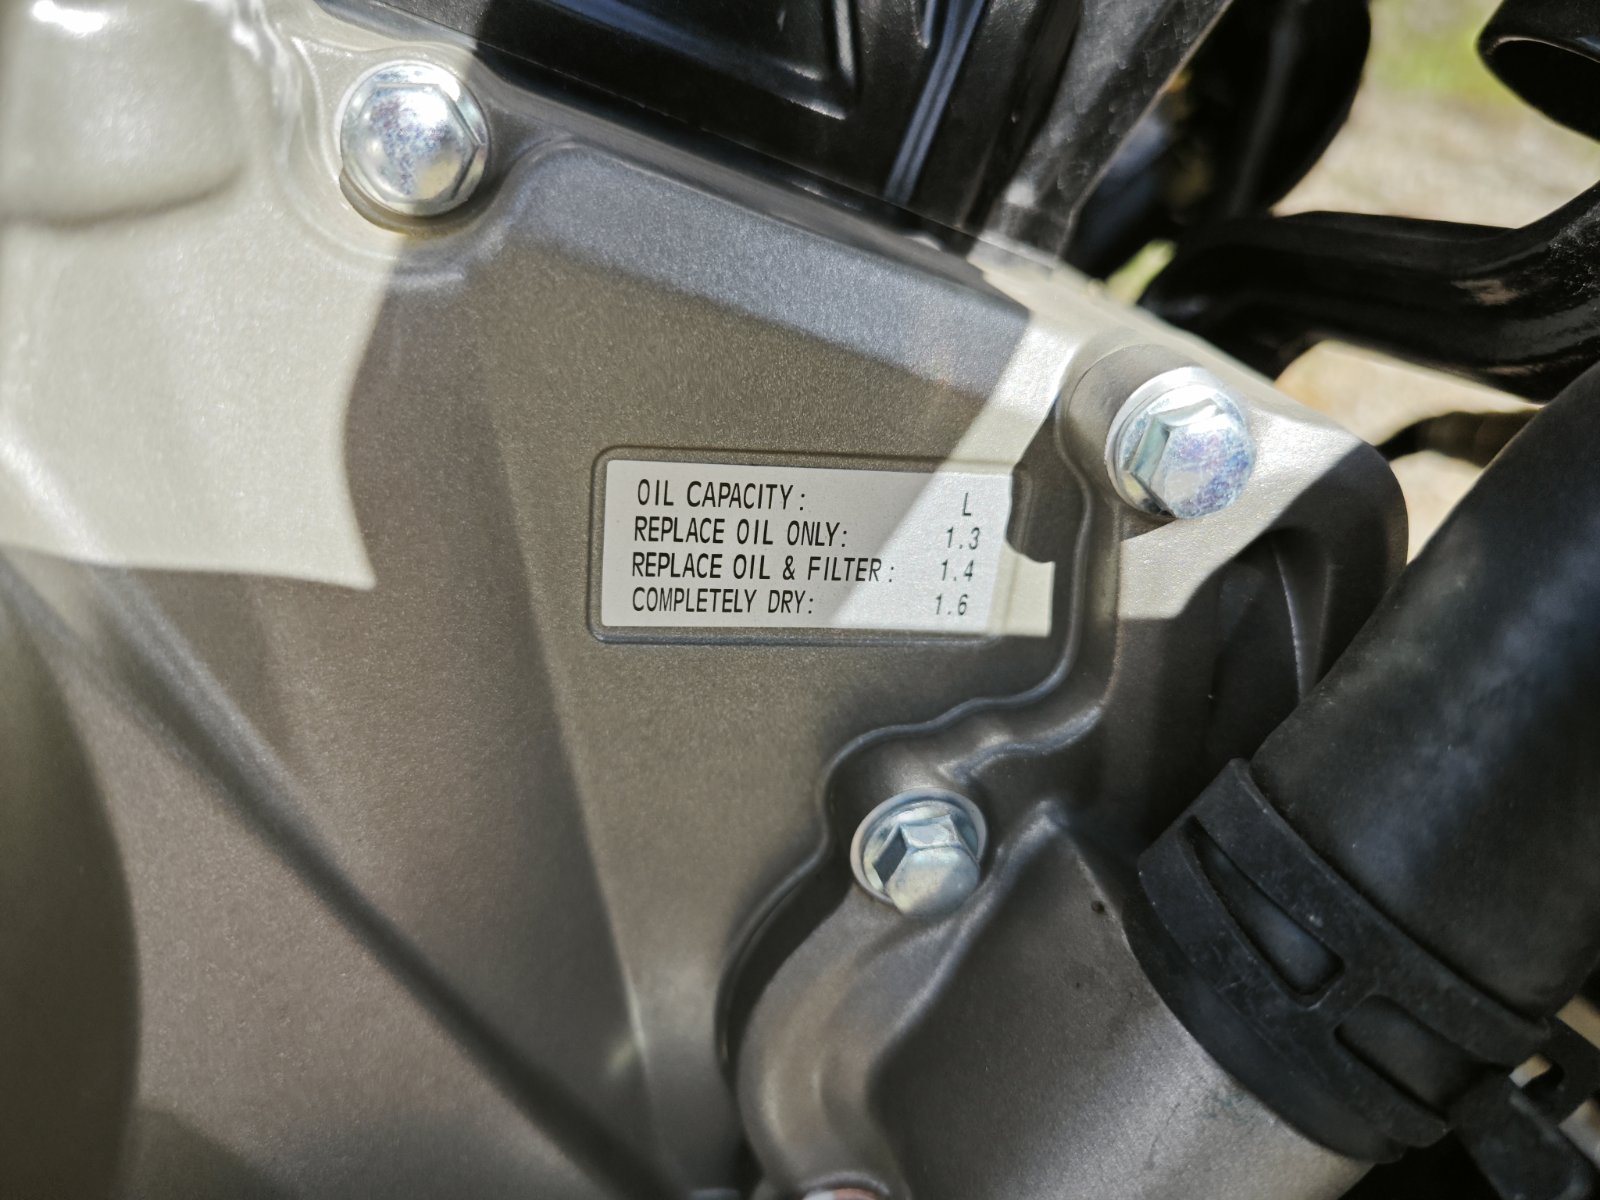 OIL CAPACITY: L
REPLACE OIL ONLY: 1.3
REPLACE OIL & FILTER: 1.4
COMPLETELY DRY: 1.6